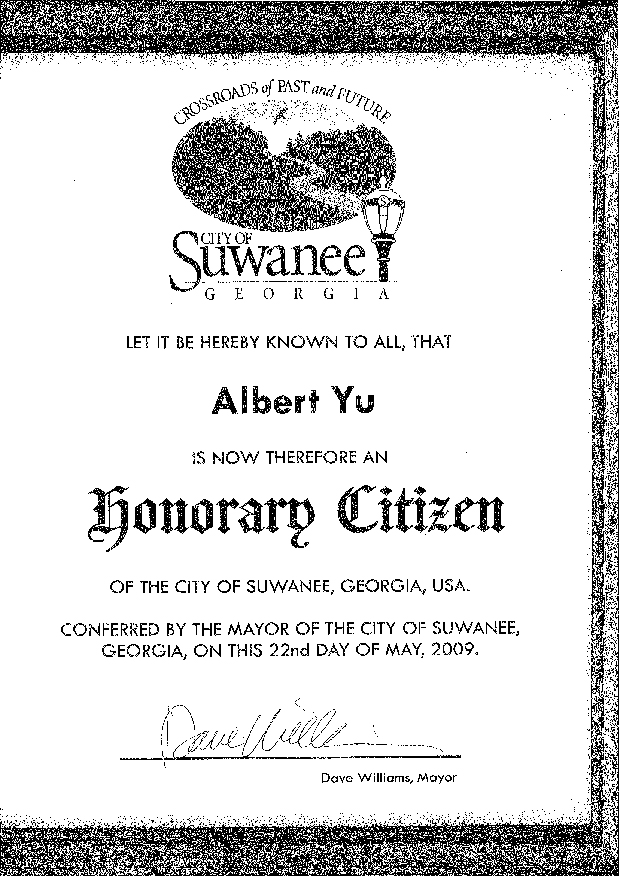 CROSSROADS of PAST and FUTURE
CITY OF
Suwanee
GEORGIA
LET IT BE HEREBY KNOWN TO ALL, THAT
Albert Yu
IS NOW THEREFORE AN
Honorary Citizen
OF THE CITY OF SUWANEE, GEORGIA, USA.
CONFERRED BY THE MAYOR OF THE CITY OF SUWANEE,
GEORGIA, ON THIS 22nd DAY OF MAY, 2009.
Dave Williams
Dave Williams, Mayor